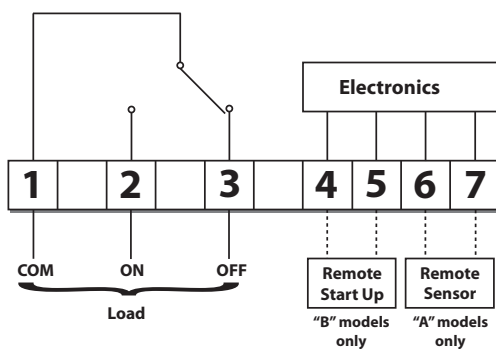 Electronics
1 2 3 4 5 6 7
COM ON OFF
Load
Remote
Start Up
“B” models
only
Remote
Sensor
“A” models
only